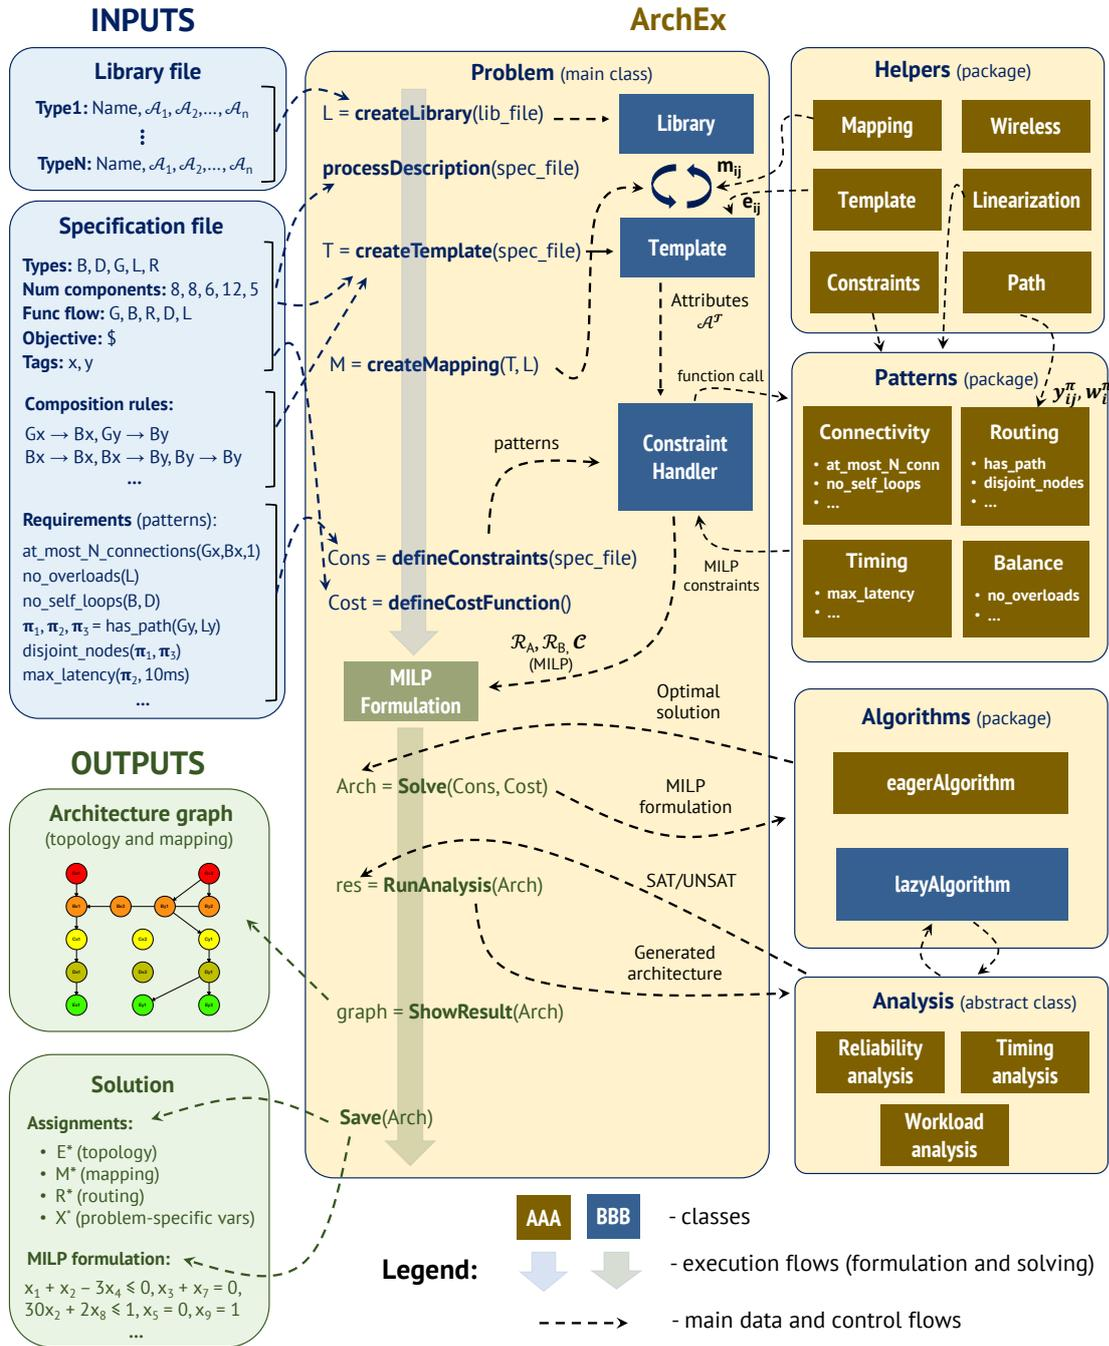 INPUTS
ArchEx
Library file
Type1: Name, 𝒜₁, 𝒜₂,..., 𝒜ₙ
⋮
TypeN: Name, 𝒜₁, 𝒜₂,..., 𝒜ₙ
Specification file
Types: B, D, G, L, R
Num components: 8, 8, 6, 12, 5
Func flow: G, B, R, D, L
Objective: $
Tags: x, y
Composition rules:
Gx → Bx, Gy → By
Bx → Bx, Bx → By, By → By
...
Requirements (patterns):
at_most_N_connections(Gx,Bx,1)
no_overloads(L)
no_self_loops(B, D)
π₁, π₂, π₃ = has_path(Gy, Ly)
disjoint_nodes(π₁, π₃)
max_latency(π₂, 10ms)
...
OUTPUTS
Architecture graph
(topology and mapping)
Solution
Assignments:
• E* (topology)
• M* (mapping)
• R* (routing)
• X* (problem-specific vars)
MILP formulation:
x₁ + x₂ – 3x₄ ⩽ 0, x₃ + x₇ = 0,
30x₂ + 2x₈ ⩽ 1, x₅ = 0, x₉ = 1
...
Problem (main class)
L = createLibrary(lib_file)
Library
processDescription(spec_file)
mᵢⱼ
eᵢⱼ
T = createTemplate(spec_file)
Template
Attributes
𝒜ᵀ
M = createMapping(T, L)
function call
Constraint
Handler
patterns
Cons = defineConstraints(spec_file)
MILP
constraints
Cost = defineCostFunction()
ℛ_A, ℛ_B, 𝒞
(MILP)
MILP
Formulation
Optimal
solution
Arch = Solve(Cons, Cost)
MILP
formulation
res = RunAnalysis(Arch)
SAT/UNSAT
Generated
architecture
graph = ShowResult(Arch)
Save(Arch)
Helpers (package)
Mapping
Wireless
Template
Linearization
Constraints
Path
Patterns (package)
y_ij^π, w_i^π
Connectivity
• at_most_N_conn
• no_self_loops
• ...
Routing
• has_path
• disjoint_nodes
• ...
Timing
• max_latency
• ...
Balance
• no_overloads
• ...
Algorithms (package)
eagerAlgorithm
lazyAlgorithm
Analysis (abstract class)
Reliability
analysis
Timing
analysis
Workload
analysis
Legend:
AAA
BBB
- classes
- execution flows (formulation and solving)
- main data and control flows